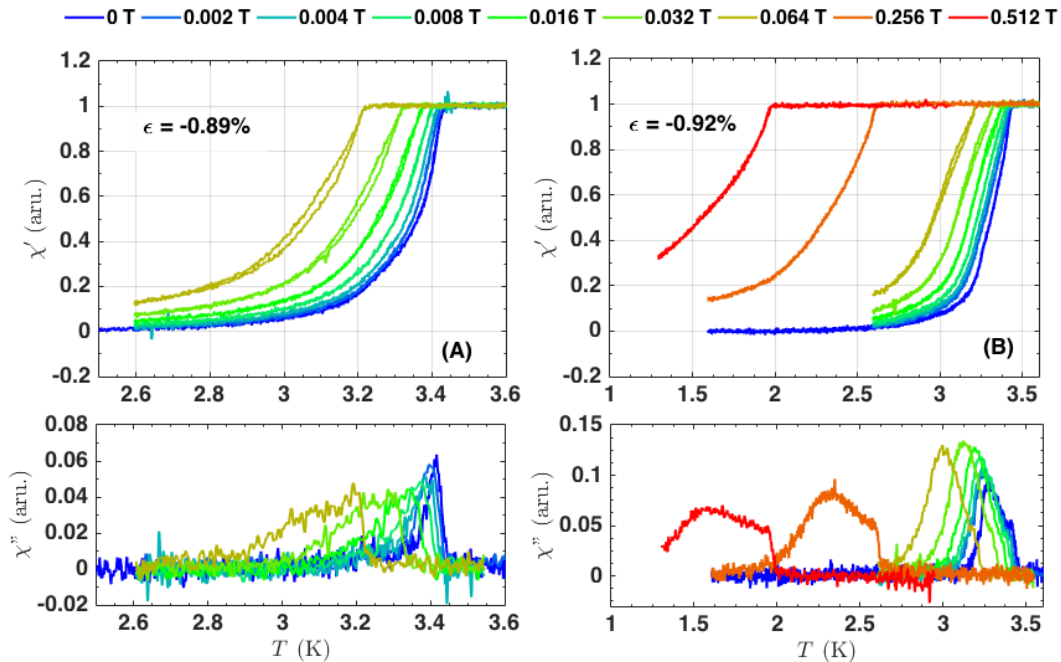 0 T 0.002 T 0.004 T 0.008 T 0.016 T 0.032 T 0.064 T 0.256 T 0.512 T
1.2
1
0.8
0.6
0.4
0.2
0
-0.2
χ′ (aru.)
ϵ = -0.89%
(A)
2.6 2.8 3 3.2 3.4 3.6
1.2
1
0.8
0.6
0.4
0.2
0
-0.2
χ′ (aru.)
ϵ = -0.92%
(B)
1 1.5 2 2.5 3 3.5
0.08
0.06
0.04
0.02
0
-0.02
χ” (aru.)
2.6 2.8 3 3.2 3.4 3.6
T (K)
0.15
0.1
0.05
0
χ” (aru.)
1 1.5 2 2.5 3 3.5
T (K)